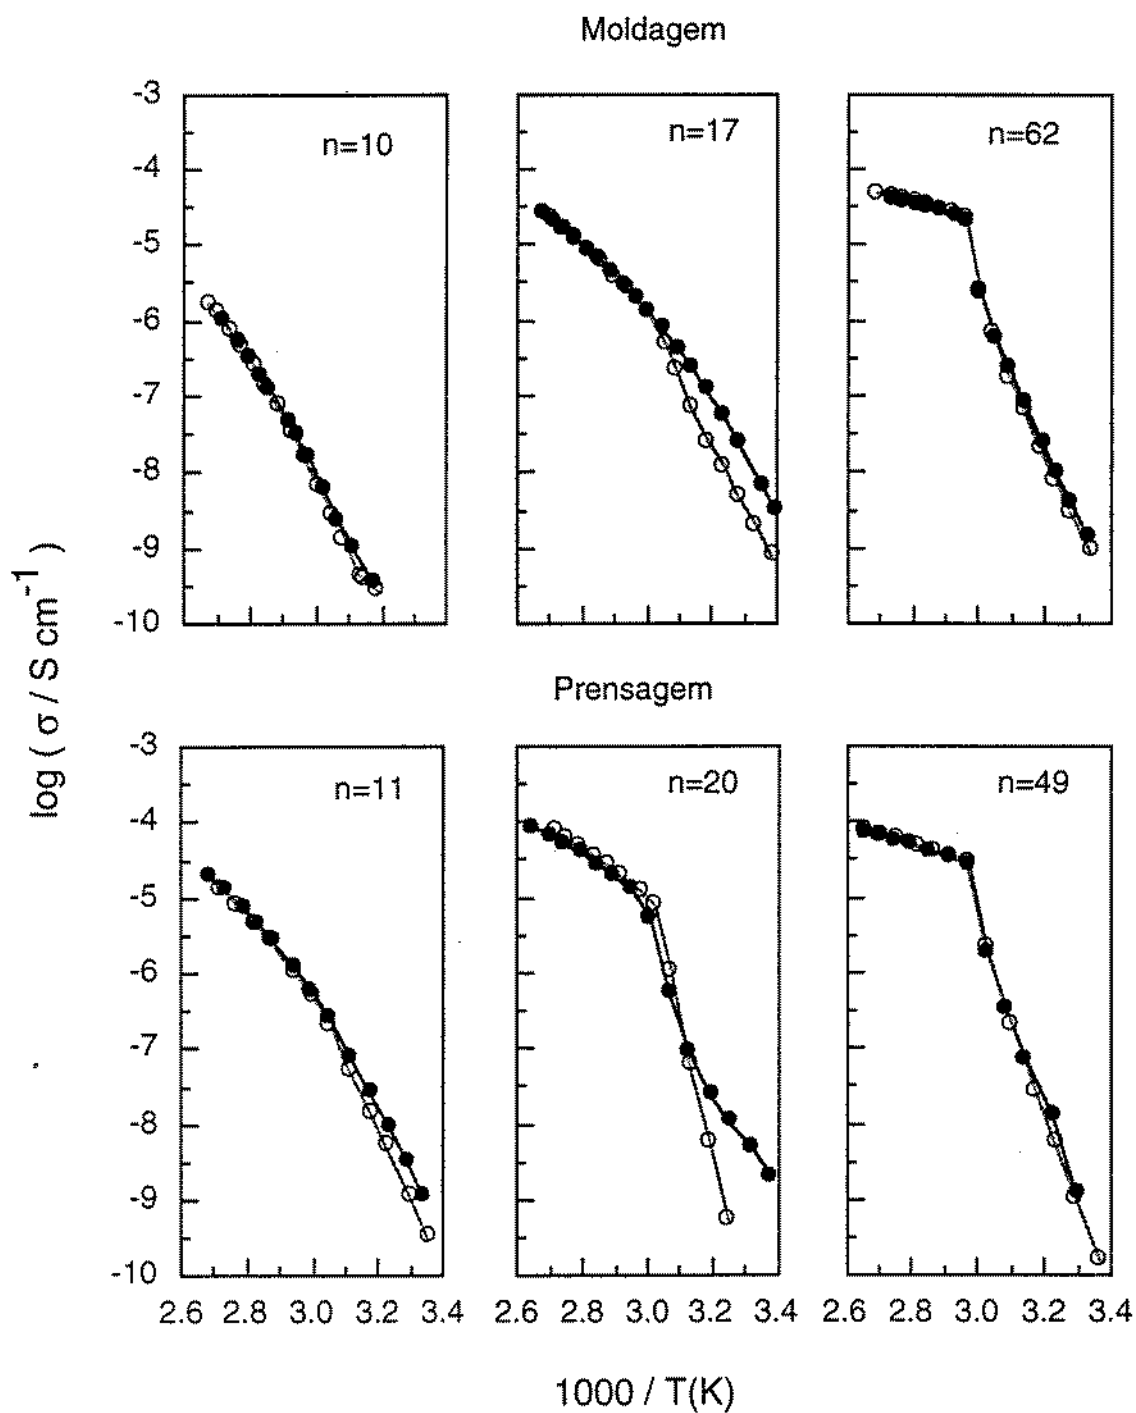 Moldagem
-3
-4
-5
-6
-7
-8
-9
-10
n=10
n=17
n=62
log ( σ / S cm⁻¹ )
Prensagem
-3
-4
-5
-6
-7
-8
-9
-10
n=11
n=20
n=49
2.6 2.8 3.0 3.2 3.4
2.6 2.8 3.0 3.2 3.4
2.6 2.8 3.0 3.2 3.4
1000 / T(K)